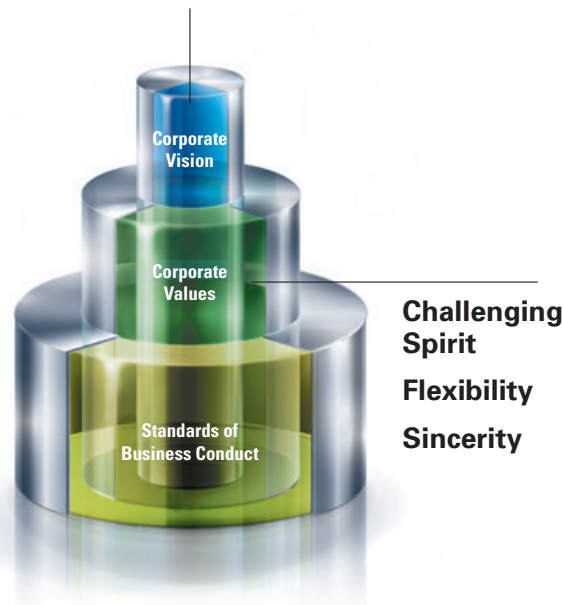 Corporate
Vision
Corporate
Values
Challenging
Spirit
Flexibility
Sincerity
Standards of
Business Conduct